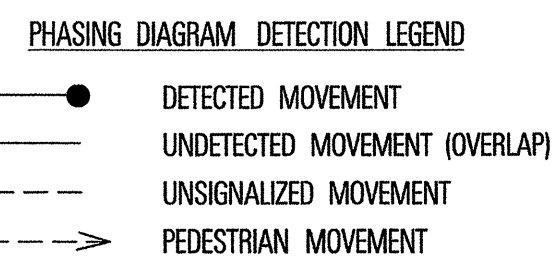 PHASING DIAGRAM DETECTION LEGEND
DETECTED MOVEMENT
UNDETECTED MOVEMENT (OVERLAP)
UNSIGNALIZED MOVEMENT
PEDESTRIAN MOVEMENT